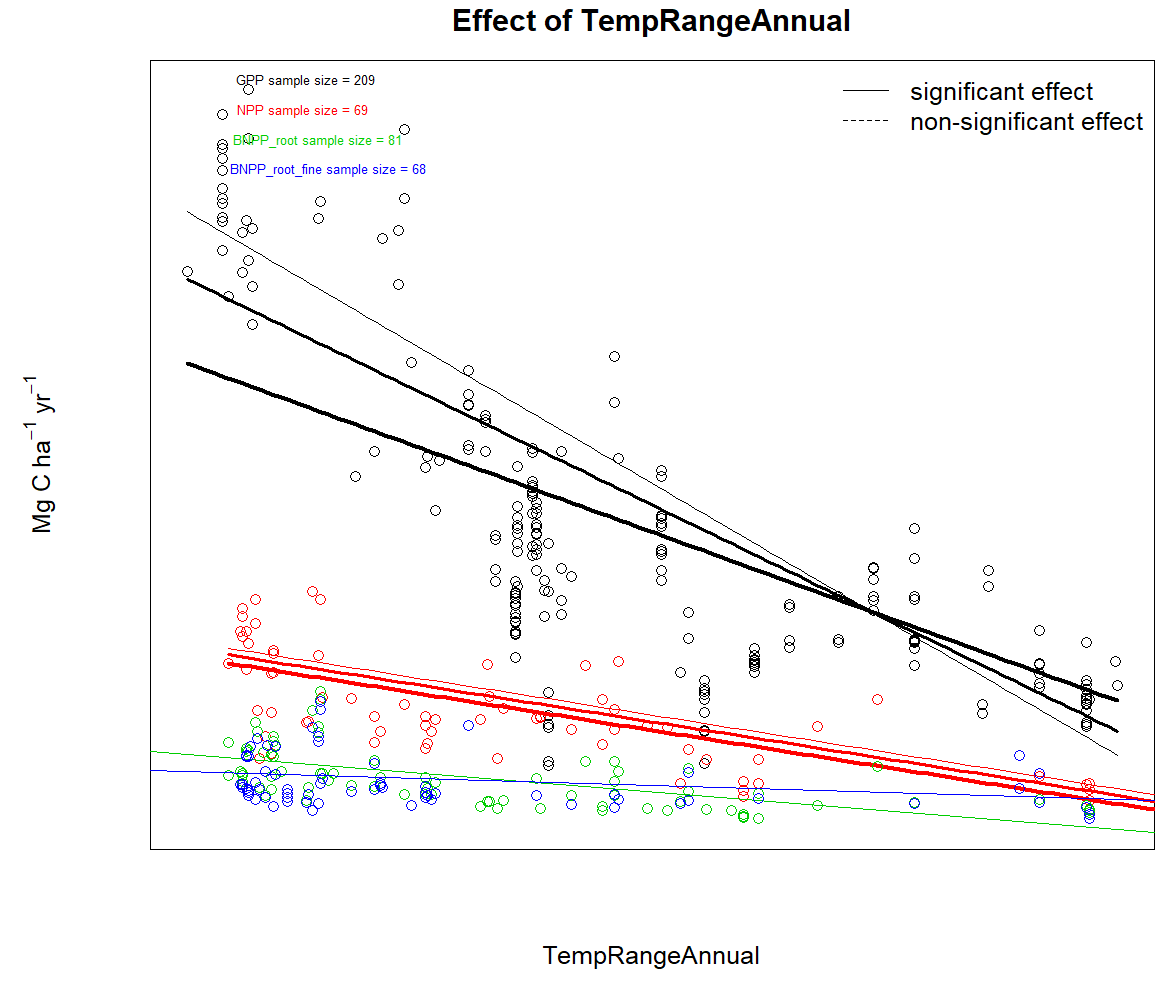 Effect of TempRangeAnnual
GPP sample size = 209
NPP sample size = 69
BNPP_root sample size = 81
BNPP_root_fine sample size = 68
significant effect
non-significant effect
Mg C ha⁻¹ yr⁻¹
TempRangeAnnual